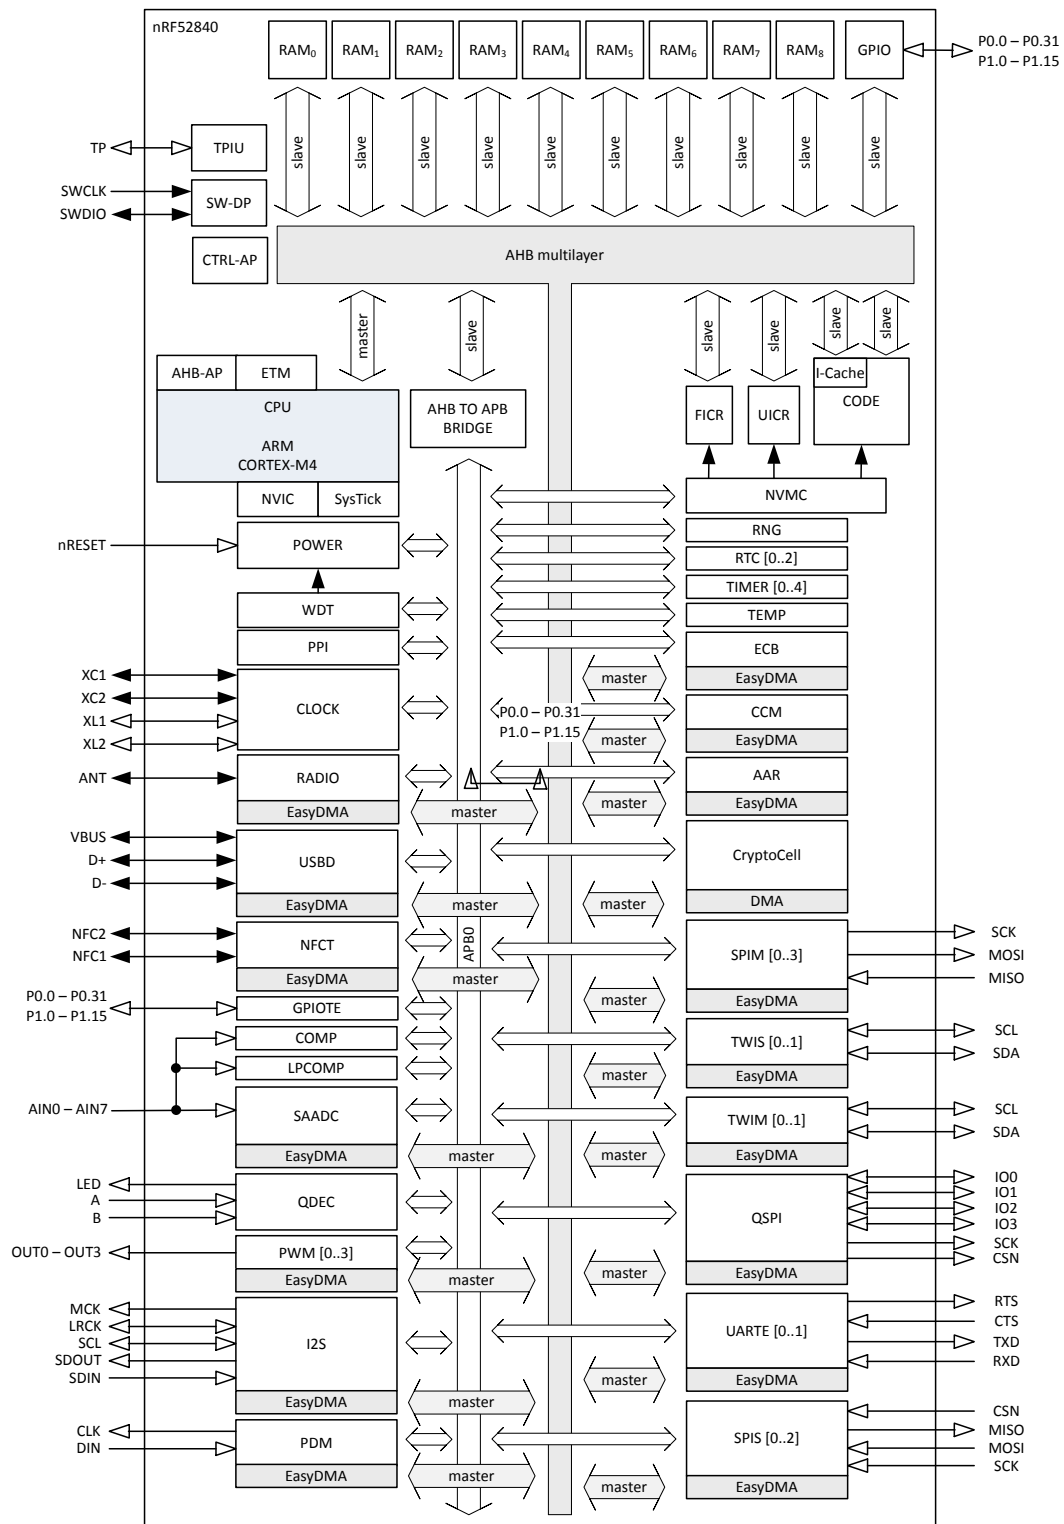 nRF52840
RAM0 RAM1 RAM2 RAM3 RAM4 RAM5 RAM6 RAM7 RAM8 GPIO
P0.0 – P0.31
P1.0 – P1.15
slave slave slave slave slave slave slave slave slave slave
TP TPIU
SWCLK
SW-DP
SWDIO
CTRL-AP
AHB multilayer
master slave slave slave slave slave
AHB-AP ETM
I-Cache
CPU
CODE
AHB TO APB
BRIDGE
FICR UICR
ARM
CORTEX-M4
NVIC SysTick
NVMC
nRESET POWER
RNG
RTC [0..2]
TIMER [0..4]
WDT
TEMP
PPI
ECB
master EasyDMA
XC1
XC2
CLOCK
XL1
XL2
P0.0 – P0.31
P1.0 – P1.15
CCM
master EasyDMA
ANT RADIO
AAR
EasyDMA master
master EasyDMA
VBUS
D+
D-
USBD
CryptoCell
EasyDMA master
master DMA
APB0
NFC2
NFC1
NFCT
EasyDMA master
SPIM [0..3]
SCK
MOSI
MISO
master EasyDMA
P0.0 – P0.31
P1.0 – P1.15
GPIOTE
COMP
LPCOMP
TWIS [0..1]
SCL
SDA
master EasyDMA
AIN0 – AIN7 SAADC
EasyDMA master
TWIM [0..1]
SCL
SDA
master EasyDMA
LED
A
B
QDEC
QSPI
IO0
IO1
IO2
IO3
SCK
CSN
master EasyDMA
OUT0 – OUT3 PWM [0..3]
EasyDMA master
MCK
LRCK
SCL
SDOUT
SDIN
I2S
EasyDMA master
UARTE [0..1]
RTS
CTS
TXD
RXD
master EasyDMA
CLK
DIN
PDM
EasyDMA master
SPIS [0..2]
CSN
MISO
MOSI
SCK
master EasyDMA